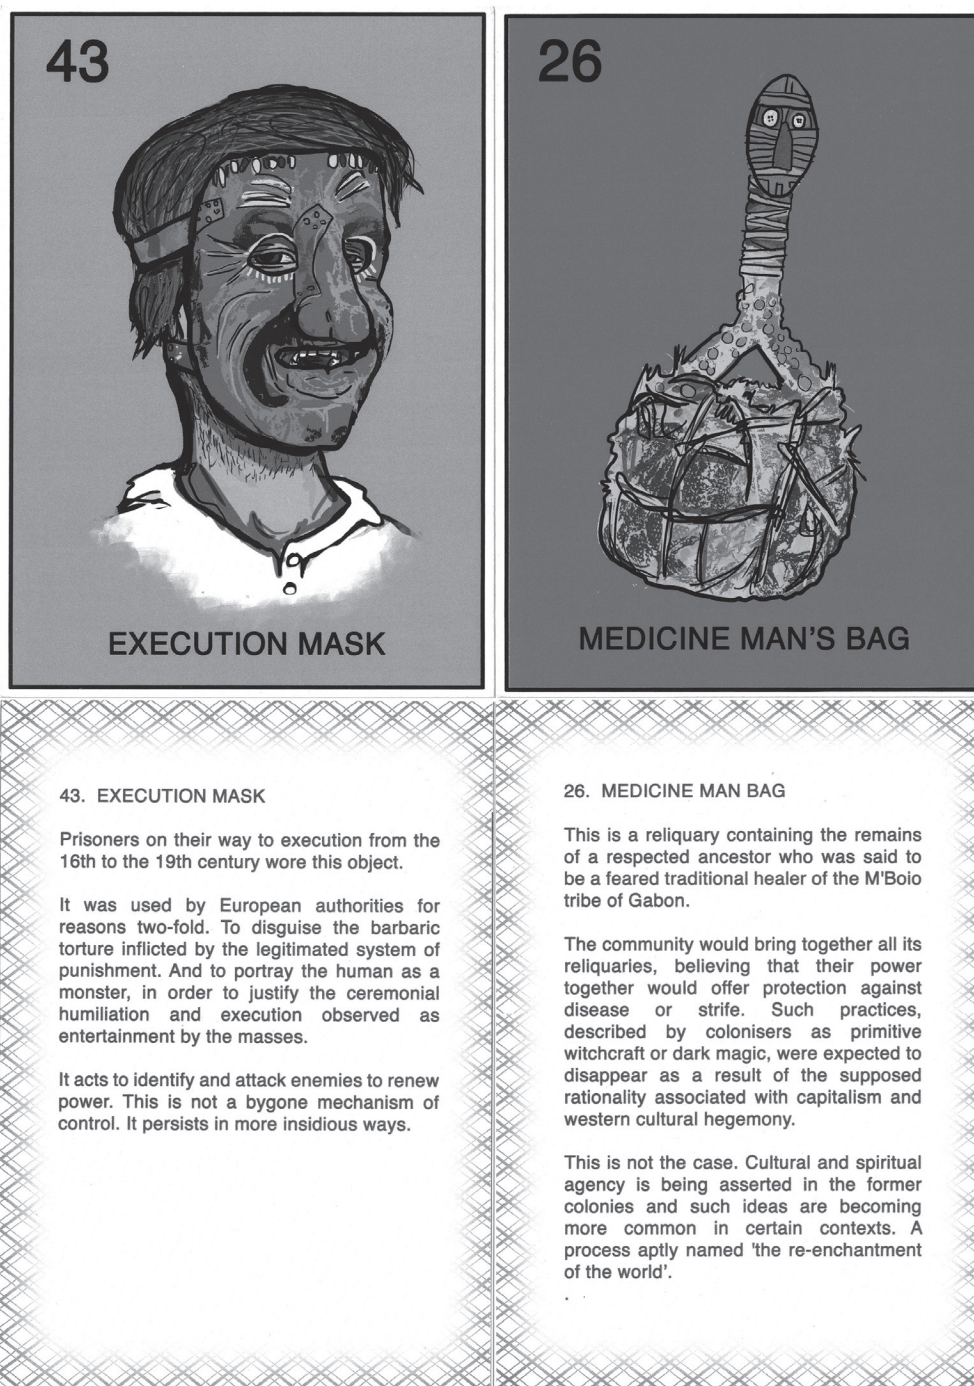 43
EXECUTION MASK
26
MEDICINE MAN'S BAG
43. EXECUTION MASK
Prisoners on their way to execution from the
16th to the 19th century wore this object.
It was used by European authorities for
reasons two-fold. To disguise the barbaric
torture inflicted by the legitimated system of
punishment. And to portray the human as a
monster, in order to justify the ceremonial
humiliation and execution observed as
entertainment by the masses.
It acts to identify and attack enemies to renew
power. This is not a bygone mechanism of
control. It persists in more insidious ways.
26. MEDICINE MAN BAG
This is a reliquary containing the remains
of a respected ancestor who was said to
be a feared traditional healer of the M'Boio
tribe of Gabon.
The community would bring together all its
reliquaries, believing that their power
together would offer protection against
disease or strife. Such practices,
described by colonisers as primitive
witchcraft or dark magic, were expected to
disappear as a result of the supposed
rationality associated with capitalism and
western cultural hegemony.
This is not the case. Cultural and spiritual
agency is being asserted in the former
colonies and such ideas are becoming
more common in certain contexts. A
process aptly named 'the re-enchantment
of the world'.